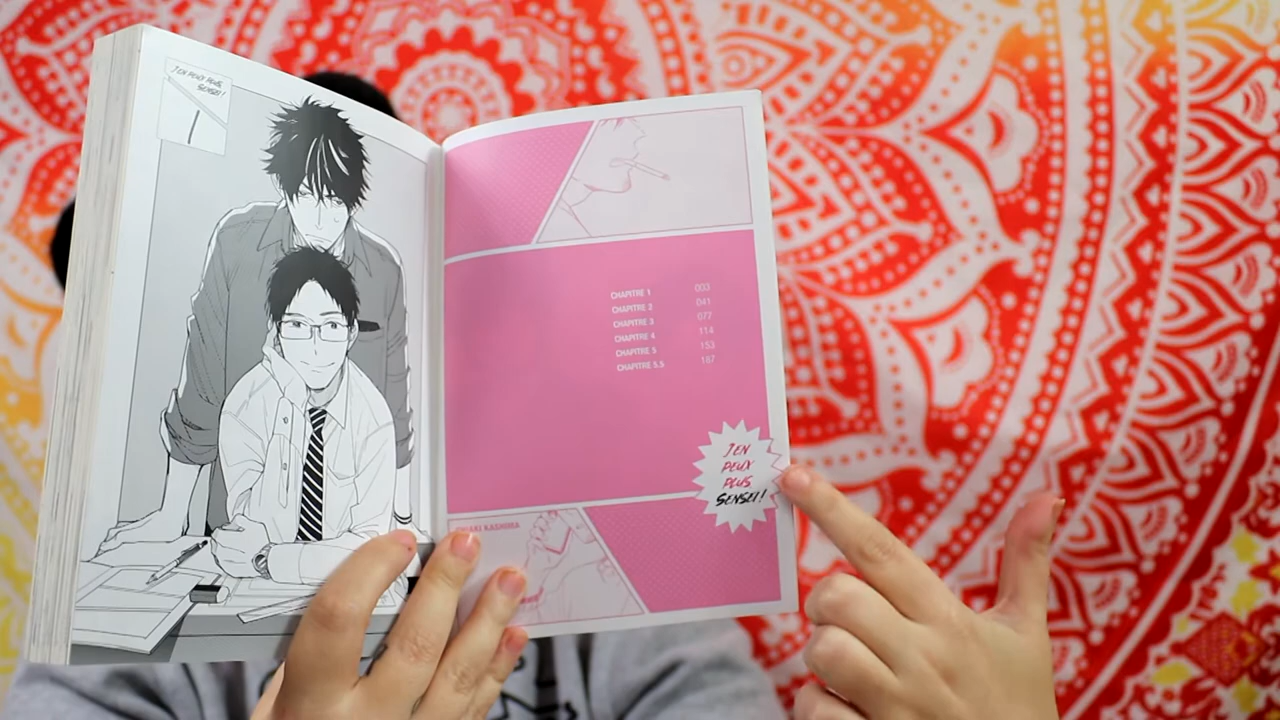 J'EN PEUX PLUS,
SENSEI !
CHAPITRE 1 003
CHAPITRE 2 041
CHAPITRE 3 077
CHAPITRE 4 114
CHAPITRE 5 153
CHAPITRE 5.5 187
J'EN
PEUX
PLUS,
SENSEI !
KASHIMA